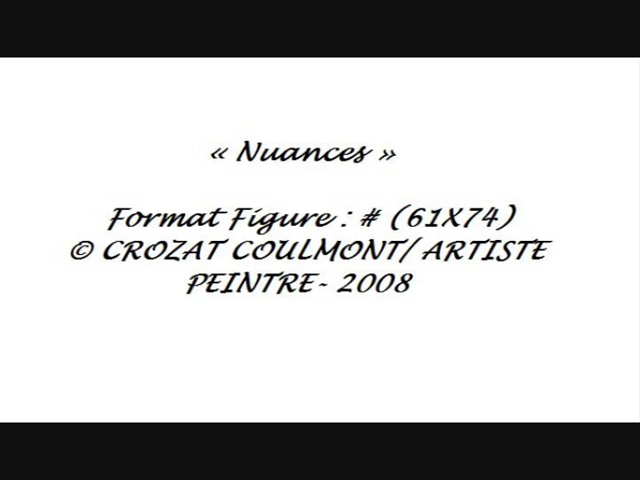 « Nuances »
Format Figure : # (61X74)
© CROZAT COULMONT/ ARTISTE
PEINTRE- 2008